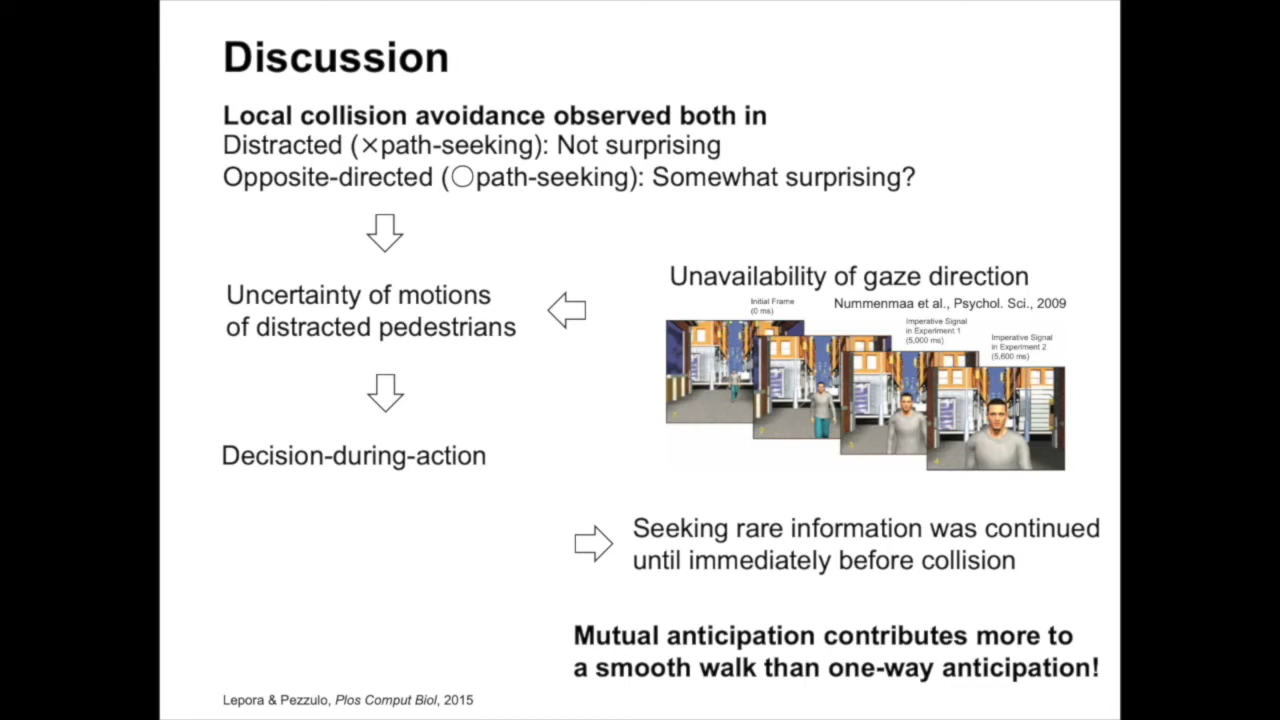 Discussion
Local collision avoidance observed both in
Distracted (×path-seeking): Not surprising
Opposite-directed (○path-seeking): Somewhat surprising?
Uncertainty of motions
of distracted pedestrians
Unavailability of gaze direction
Nummenmaa et al., Psychol. Sci., 2009
Initial Frame
(0 ms)
Imperative Signal
in Experiment 1
(5,000 ms)
Imperative Signal
in Experiment 2
(5,600 ms)
Decision-during-action
Seeking rare information was continued
until immediately before collision
Mutual anticipation contributes more to
a smooth walk than one-way anticipation!
Lepora & Pezzulo, Plos Comput Biol, 2015